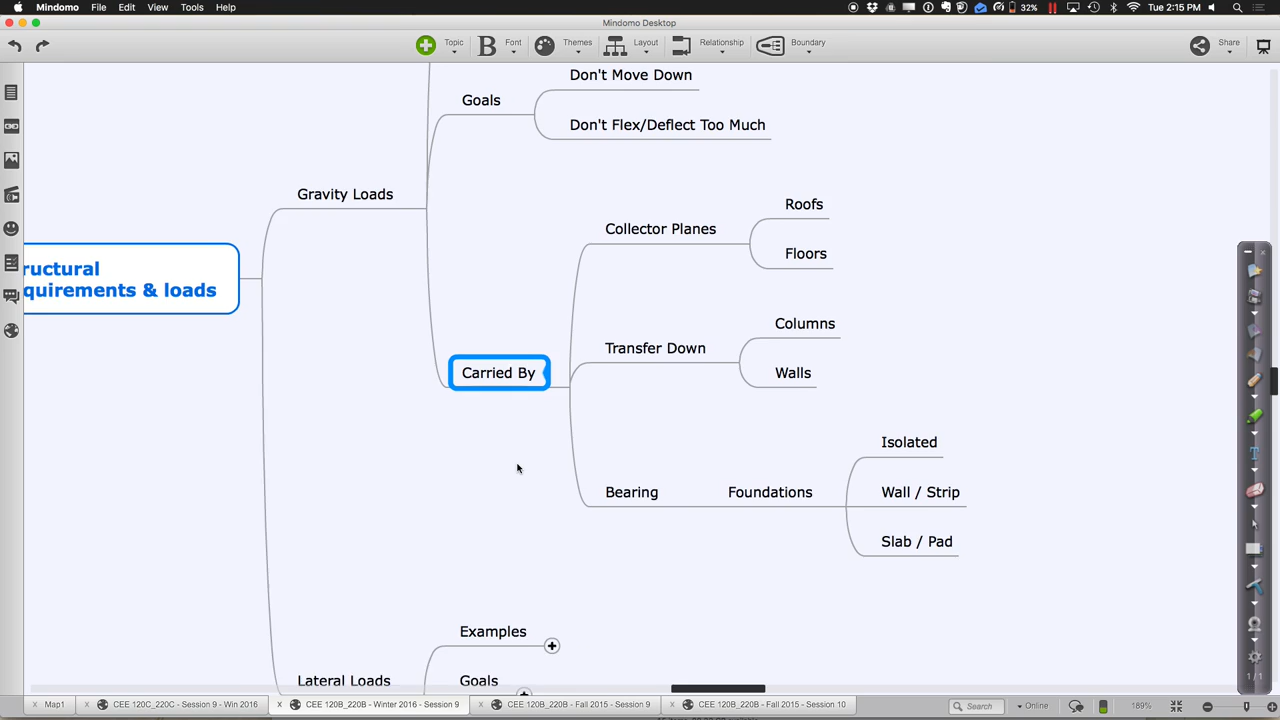 Mindomo File Edit View Tools Help
32% Tue 2:15 PM
Mindomo Desktop
Topic Font Themes Layout Relationship Boundary Share
Don't Move Down
Goals
Don't Flex/Deflect Too Much
Gravity Loads
Roofs
Collector Planes
Floors
ructural
quirements & loads
Columns
Transfer Down
Carried By
Walls
Isolated
Bearing Foundations Wall / Strip
Slab / Pad
Examples
Lateral Loads Goals
1 / 1
Map1 CEE 120C_220C - Session 9 - Win 2016 CEE 120B_220B - Winter 2016 - Session 9 CEE 120B_220B - Fall 2015 - Session 9 CEE 120B_220B - Fall 2015 - Session 10 Search Online 189%